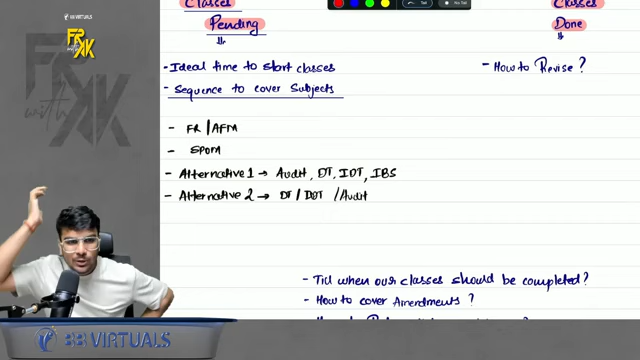 88 VIRTUALS
FR
with
KK
Classes
Pending
- Ideal time to start classes
- Sequence to cover Subjects
- FR / AFM
- SPOM
- Alternative 1 → Audit, DT, IDT, IBS
- Alternative 2 → DT / IDT / Audit
Classes
Done
- How to Revise ?
- Till when our classes should be completed ?
- How to cover Amendments ?
88 VIRTUALS